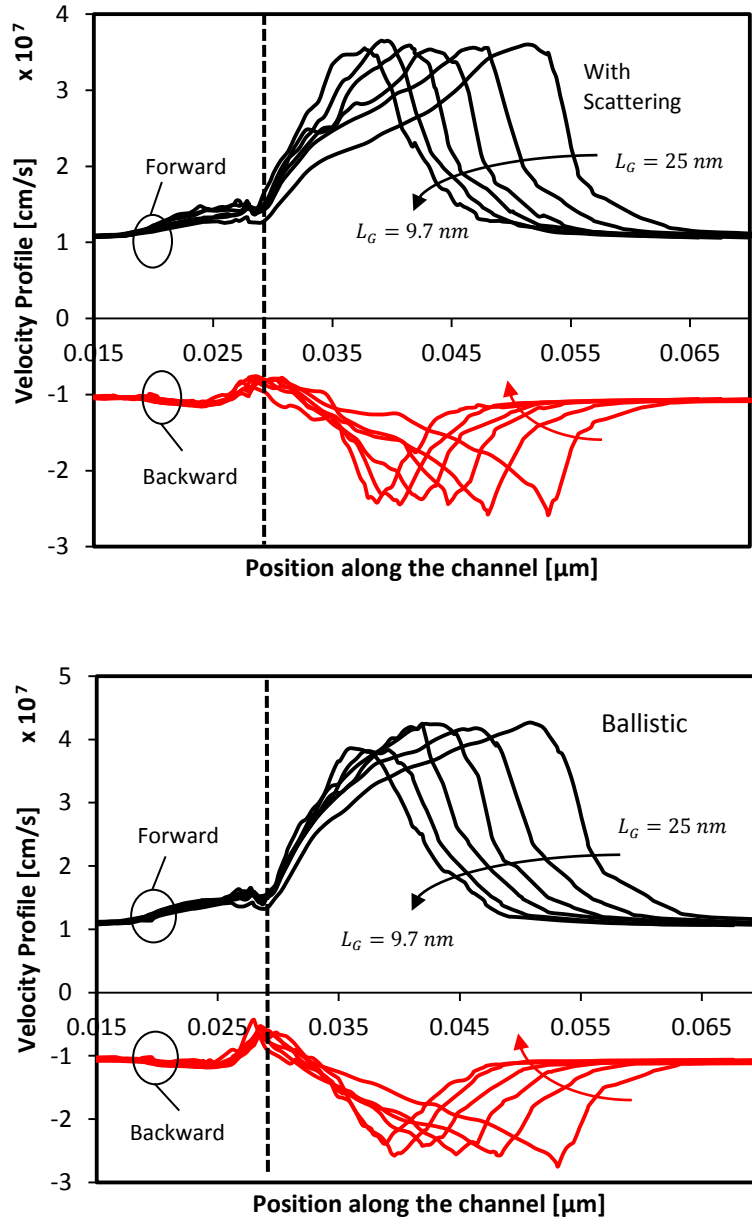 x 10⁷
Velocity Profile [cm/s]
4
3
2
1
0
-1
-2
-3
0.015 0.025 0.035 0.045 0.055 0.065
With
Scattering
Forward
L_G = 25 nm
L_G = 9.7 nm
Backward
Position along the channel [µm]
x 10⁷
Velocity Profile [cm/s]
5
4
3
2
1
0
-1
-2
-3
0.015 0.025 0.035 0.045 0.055 0.065
Ballistic
Forward
L_G = 25 nm
L_G = 9.7 nm
Backward
Position along the channel [µm]